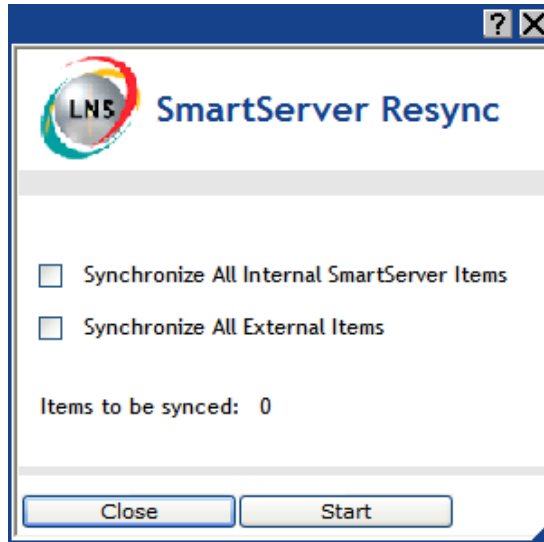 ?
LNS
SmartServer Resync
Synchronize All Internal SmartServer Items
Synchronize All External Items
Items to be synced: 0
Close
Start